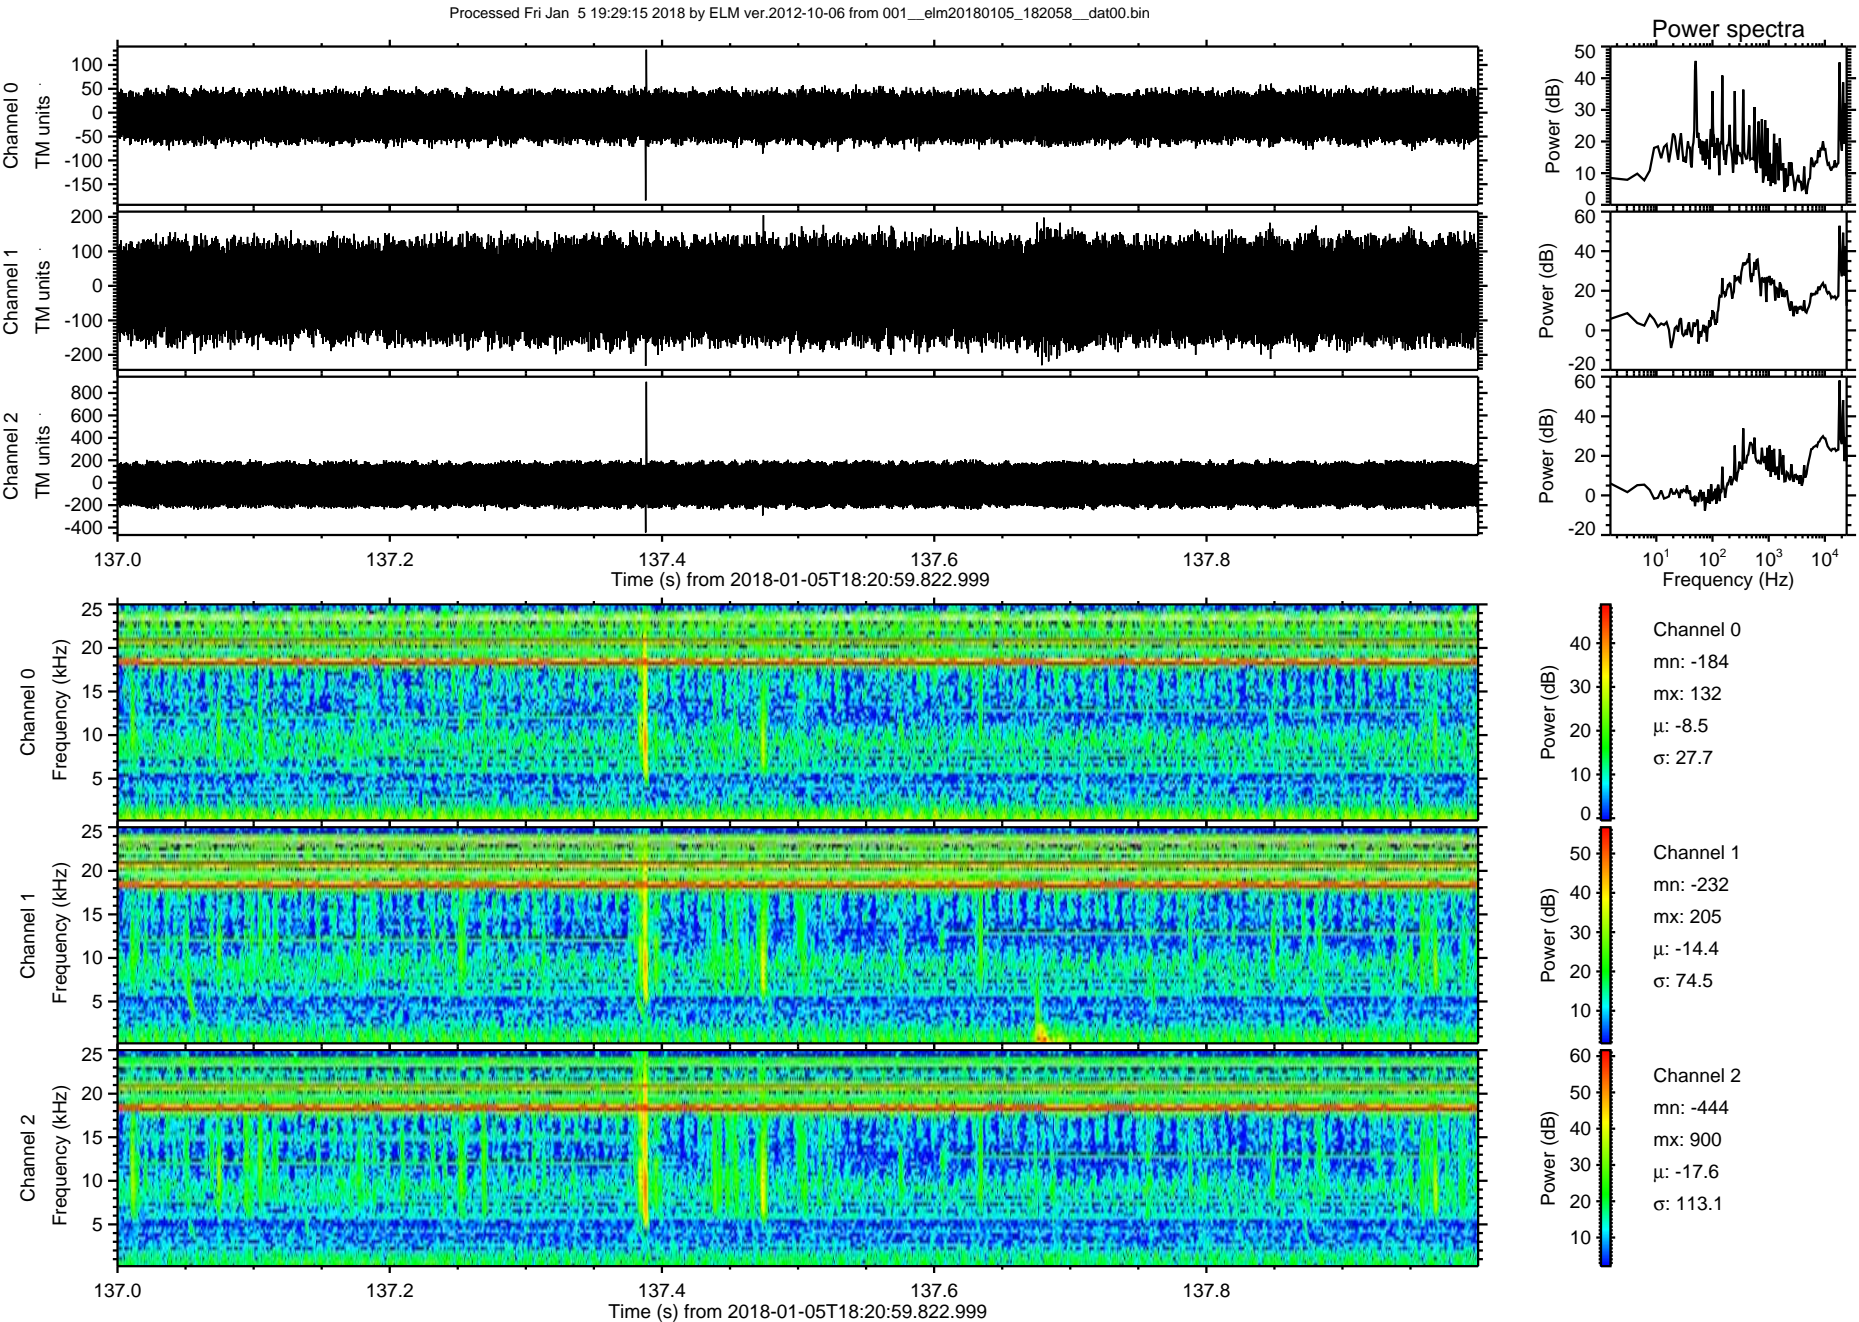 Processed Fri Jan  5 19:29:15 2018 by ELM ver.2012-10-06 from 001__elm20180105_182058__dat00.bin
Power spectra
Channel 0
TM units
100
50
0
-50
-100
-150
Power (dB)
50
40
30
20
10
0
Channel 1
TM units
200
100
0
-100
-200
Power (dB)
60
40
20
0
-20
Channel 2
TM units
800
600
400
200
0
-200
-400
Power (dB)
60
40
20
0
-20
137.0 137.2 137.4 137.6 137.8
Time (s) from 2018-01-05T18:20:59.822.999
10¹ 10² 10³ 10⁴
Frequency (Hz)
Channel 0
Frequency (kHz)
25
20
15
10
5
Power (dB)
40
30
20
10
0
Channel 0
mn: -184
mx: 132
μ: -8.5
σ: 27.7
Channel 1
Frequency (kHz)
25
20
15
10
5
Power (dB)
50
40
30
20
10
Channel 1
mn: -232
mx: 205
μ: -14.4
σ: 74.5
Channel 2
Frequency (kHz)
25
20
15
10
5
Power (dB)
60
50
40
30
20
10
Channel 2
mn: -444
mx: 900
μ: -17.6
σ: 113.1
137.0 137.2 137.4 137.6 137.8
Time (s) from 2018-01-05T18:20:59.822.999